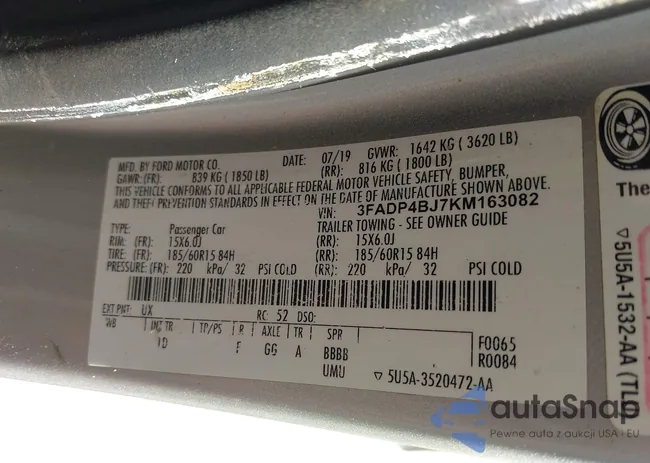 MFD. BY FORD MOTOR CO. DATE: 07/19 GVWR: 1642 KG ( 3620 LB)
GAWR: (FR): 839 KG ( 1850 LB) (RR): 816 KG ( 1800 LB)
THIS VEHICLE CONFORMS TO ALL APPLICABLE FEDERAL MOTOR VEHICLE SAFETY, BUMPER,
AND THEFT PREVENTION STANDARDS IN EFFECT ON THE DATE OF MANUFACTURE SHOWN ABOVE.
VIN: 3FADP4BJ7KM163082
TYPE: Passenger Car TRAILER TOWING - SEE OWNER GUIDE
RIM: (FR): 15X6.0J (RR): 15X6.0J
TIRE: (FR): 185/60R15 84H (RR): 185/60R15 84H
PRESSURE: (FR): 220 kPa/ 32 PSI COLD (RR): 220 kPa/ 32 PSI COLD
EXT PNT: UX RC: 52 DSO:
WB INT TR TP/PS R AXLE TR SPR
F GG A BBBB
UMU
F0065
R0084
▽ 5U5A-3520472-AA
The
▽ 5U5A-1532-AA (TLP
autoSnap
Pewne auta z aukcji USA i EU